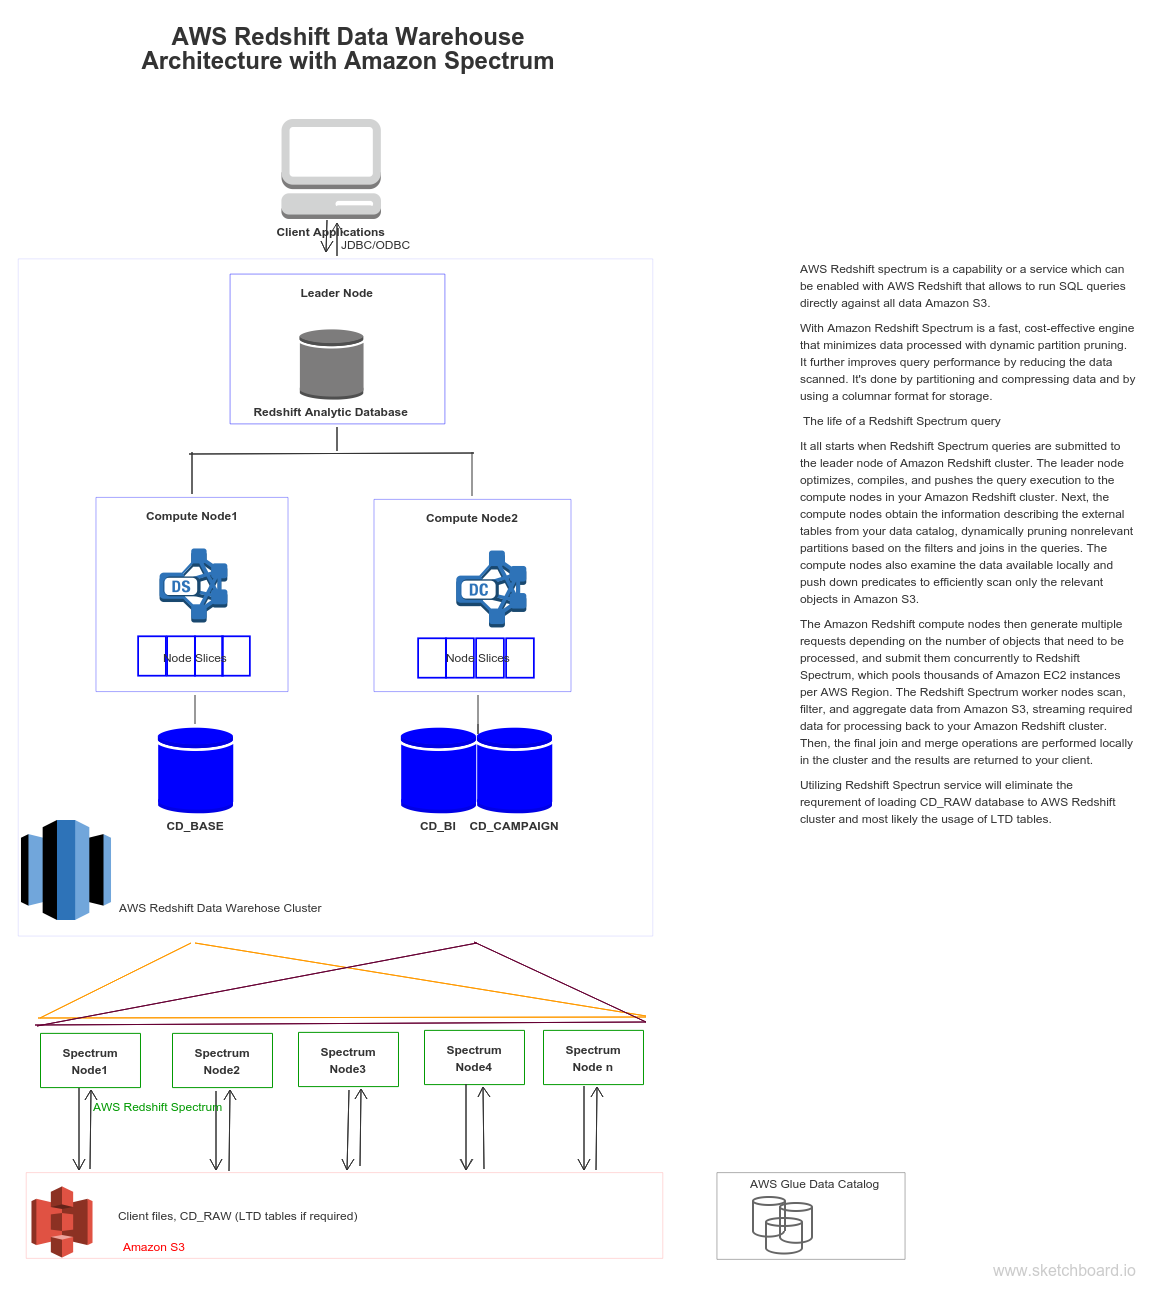 AWS Redshift Data Warehouse
Architecture with Amazon Spectrum
Client Applications
JDBC/ODBC
Leader Node
Redshift Analytic Database
Compute Node1
DS
Node Slices
Compute Node2
DC
Node Slices
CD_BASE
CD_BI
CD_CAMPAIGN
AWS Redshift Data Warehose Cluster
Spectrum
Node1
Spectrum
Node2
Spectrum
Node3
Spectrum
Node4
Spectrum
Node n
AWS Redshift Spectrum
Client files, CD_RAW (LTD tables if required)
Amazon S3
AWS Redshift spectrum is a capability or a service which can
be enabled with AWS Redshift that allows to run SQL queries
directly against all data Amazon S3.
With Amazon Redshift Spectrum is a fast, cost-effective engine
that minimizes data processed with dynamic partition pruning.
It further improves query performance by reducing the data
scanned. It's done by partitioning and compressing data and by
using a columnar format for storage.
The life of a Redshift Spectrum query
It all starts when Redshift Spectrum queries are submitted to
the leader node of Amazon Redshift cluster. The leader node
optimizes, compiles, and pushes the query execution to the
compute nodes in your Amazon Redshift cluster. Next, the
compute nodes obtain the information describing the external
tables from your data catalog, dynamically pruning nonrelevant
partitions based on the filters and joins in the queries. The
compute nodes also examine the data available locally and
push down predicates to efficiently scan only the relevant
objects in Amazon S3.
The Amazon Redshift compute nodes then generate multiple
requests depending on the number of objects that need to be
processed, and submit them concurrently to Redshift
Spectrum, which pools thousands of Amazon EC2 instances
per AWS Region. The Redshift Spectrum worker nodes scan,
filter, and aggregate data from Amazon S3, streaming required
data for processing back to your Amazon Redshift cluster.
Then, the final join and merge operations are performed locally
in the cluster and the results are returned to your client.
Utilizing Redshift Spectrun service will eliminate the
requrement of loading CD_RAW database to AWS Redshift
cluster and most likely the usage of LTD tables.
AWS Glue Data Catalog
www.sketchboard.io